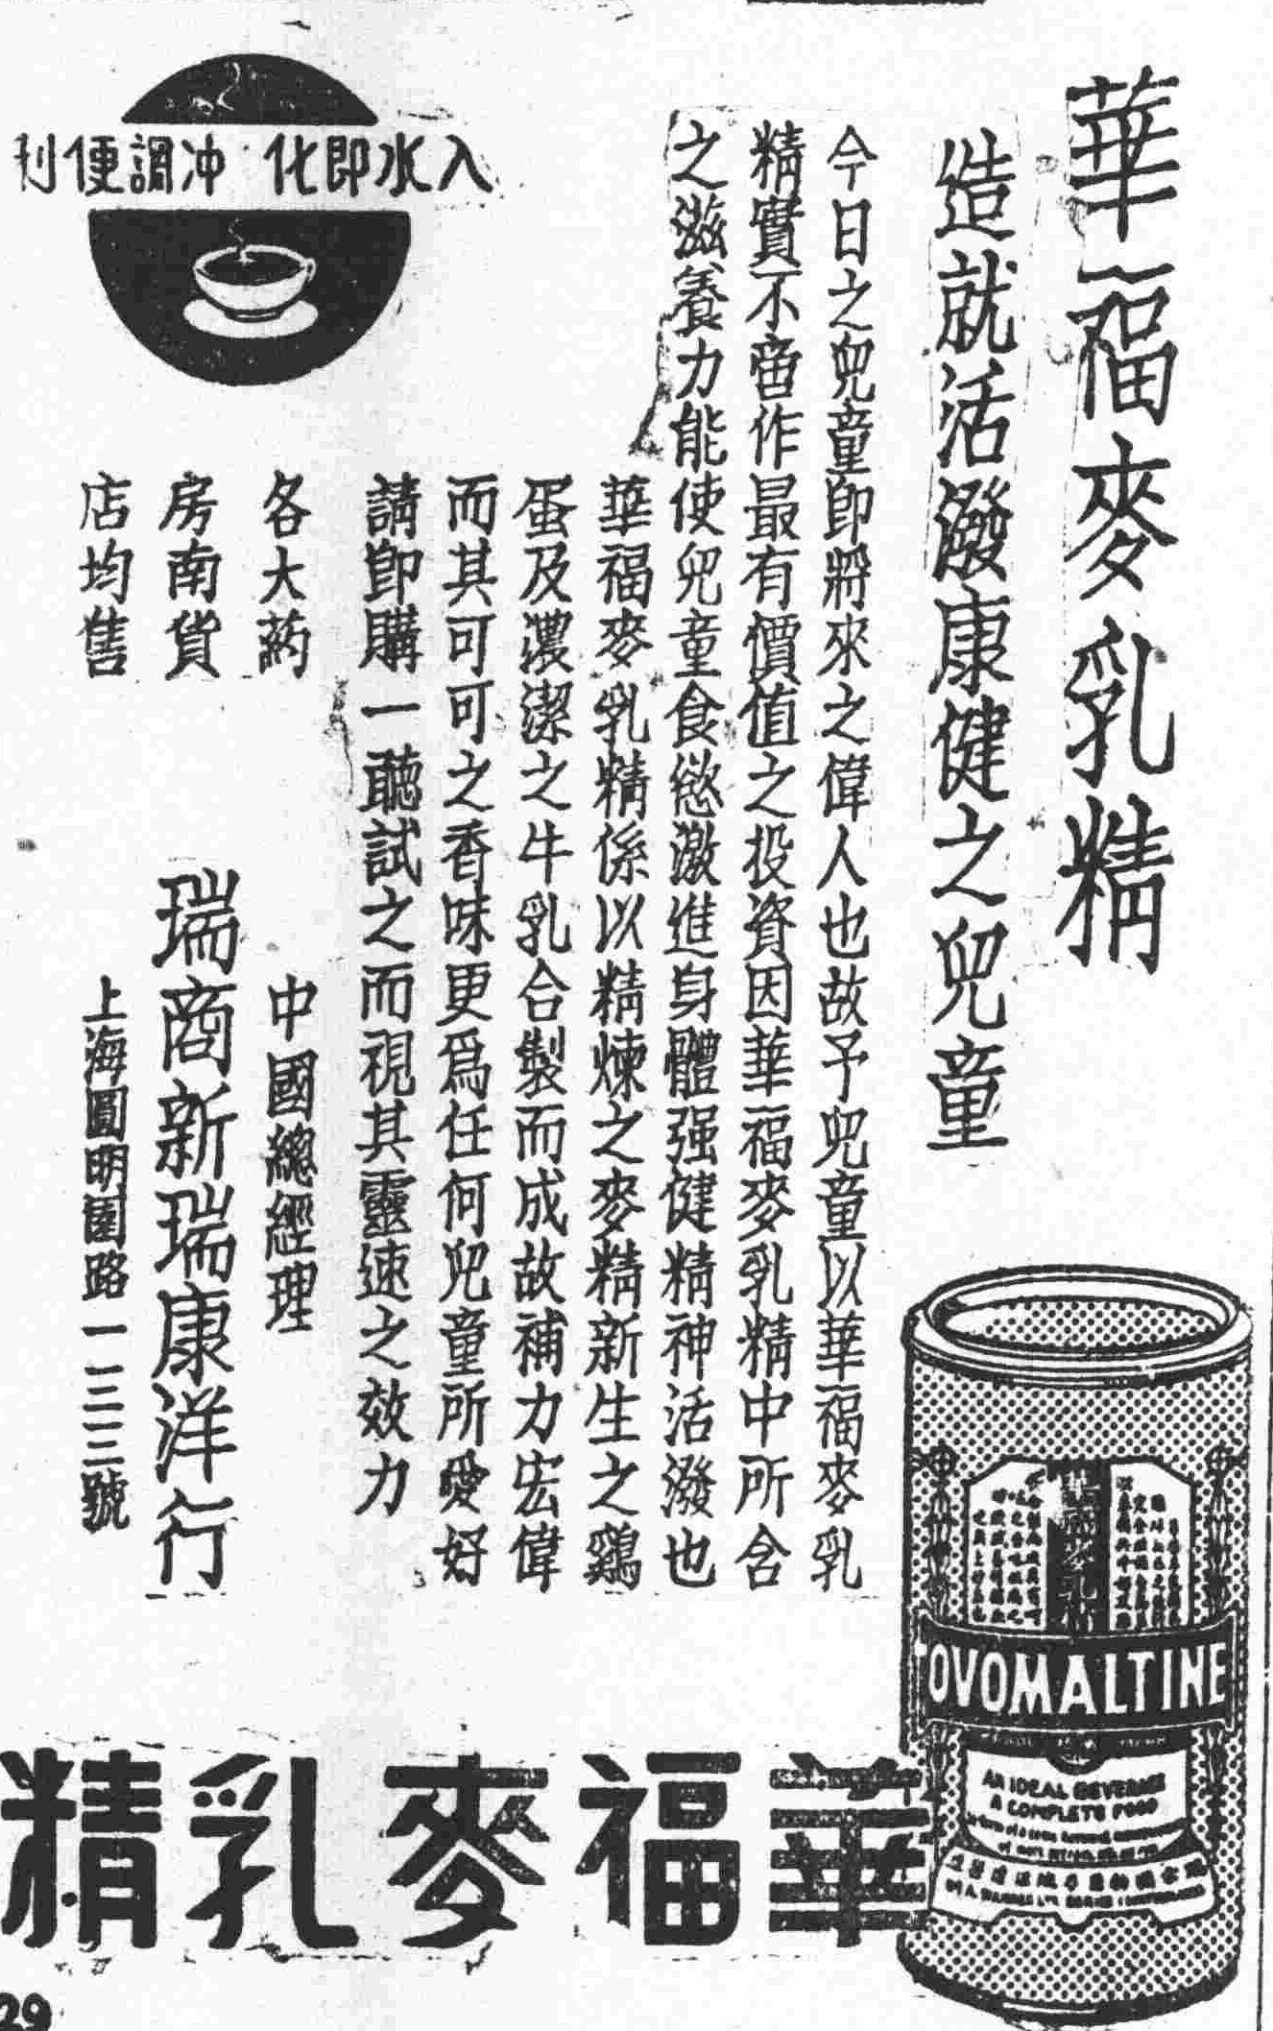 華福麥乳精
造就活潑康健之兒童
今日之兒童即將來之偉人也故予兒童以華福麥乳
精實不啻作最有價值之投資因華福麥乳精中所含
之滋養力能使兒童食慾激進身體强健精神活潑也
華福麥乳精係以精煉之麥精新生之鷄
蛋及濃潔之牛乳合製而成故補力宏偉
而其可可之香味更爲任何兒童所愛好
請即購一聽試之而視其靈速之效力
入水即化 冲調便利
各大葯
房南貨
店均售
中國總經理
瑞商新瑞康洋行
上海圓明園路一三三號
OVOMALTINE
AN IDEAL BEVERAGE
A COMPLETE FOOD
華福麥乳精
29